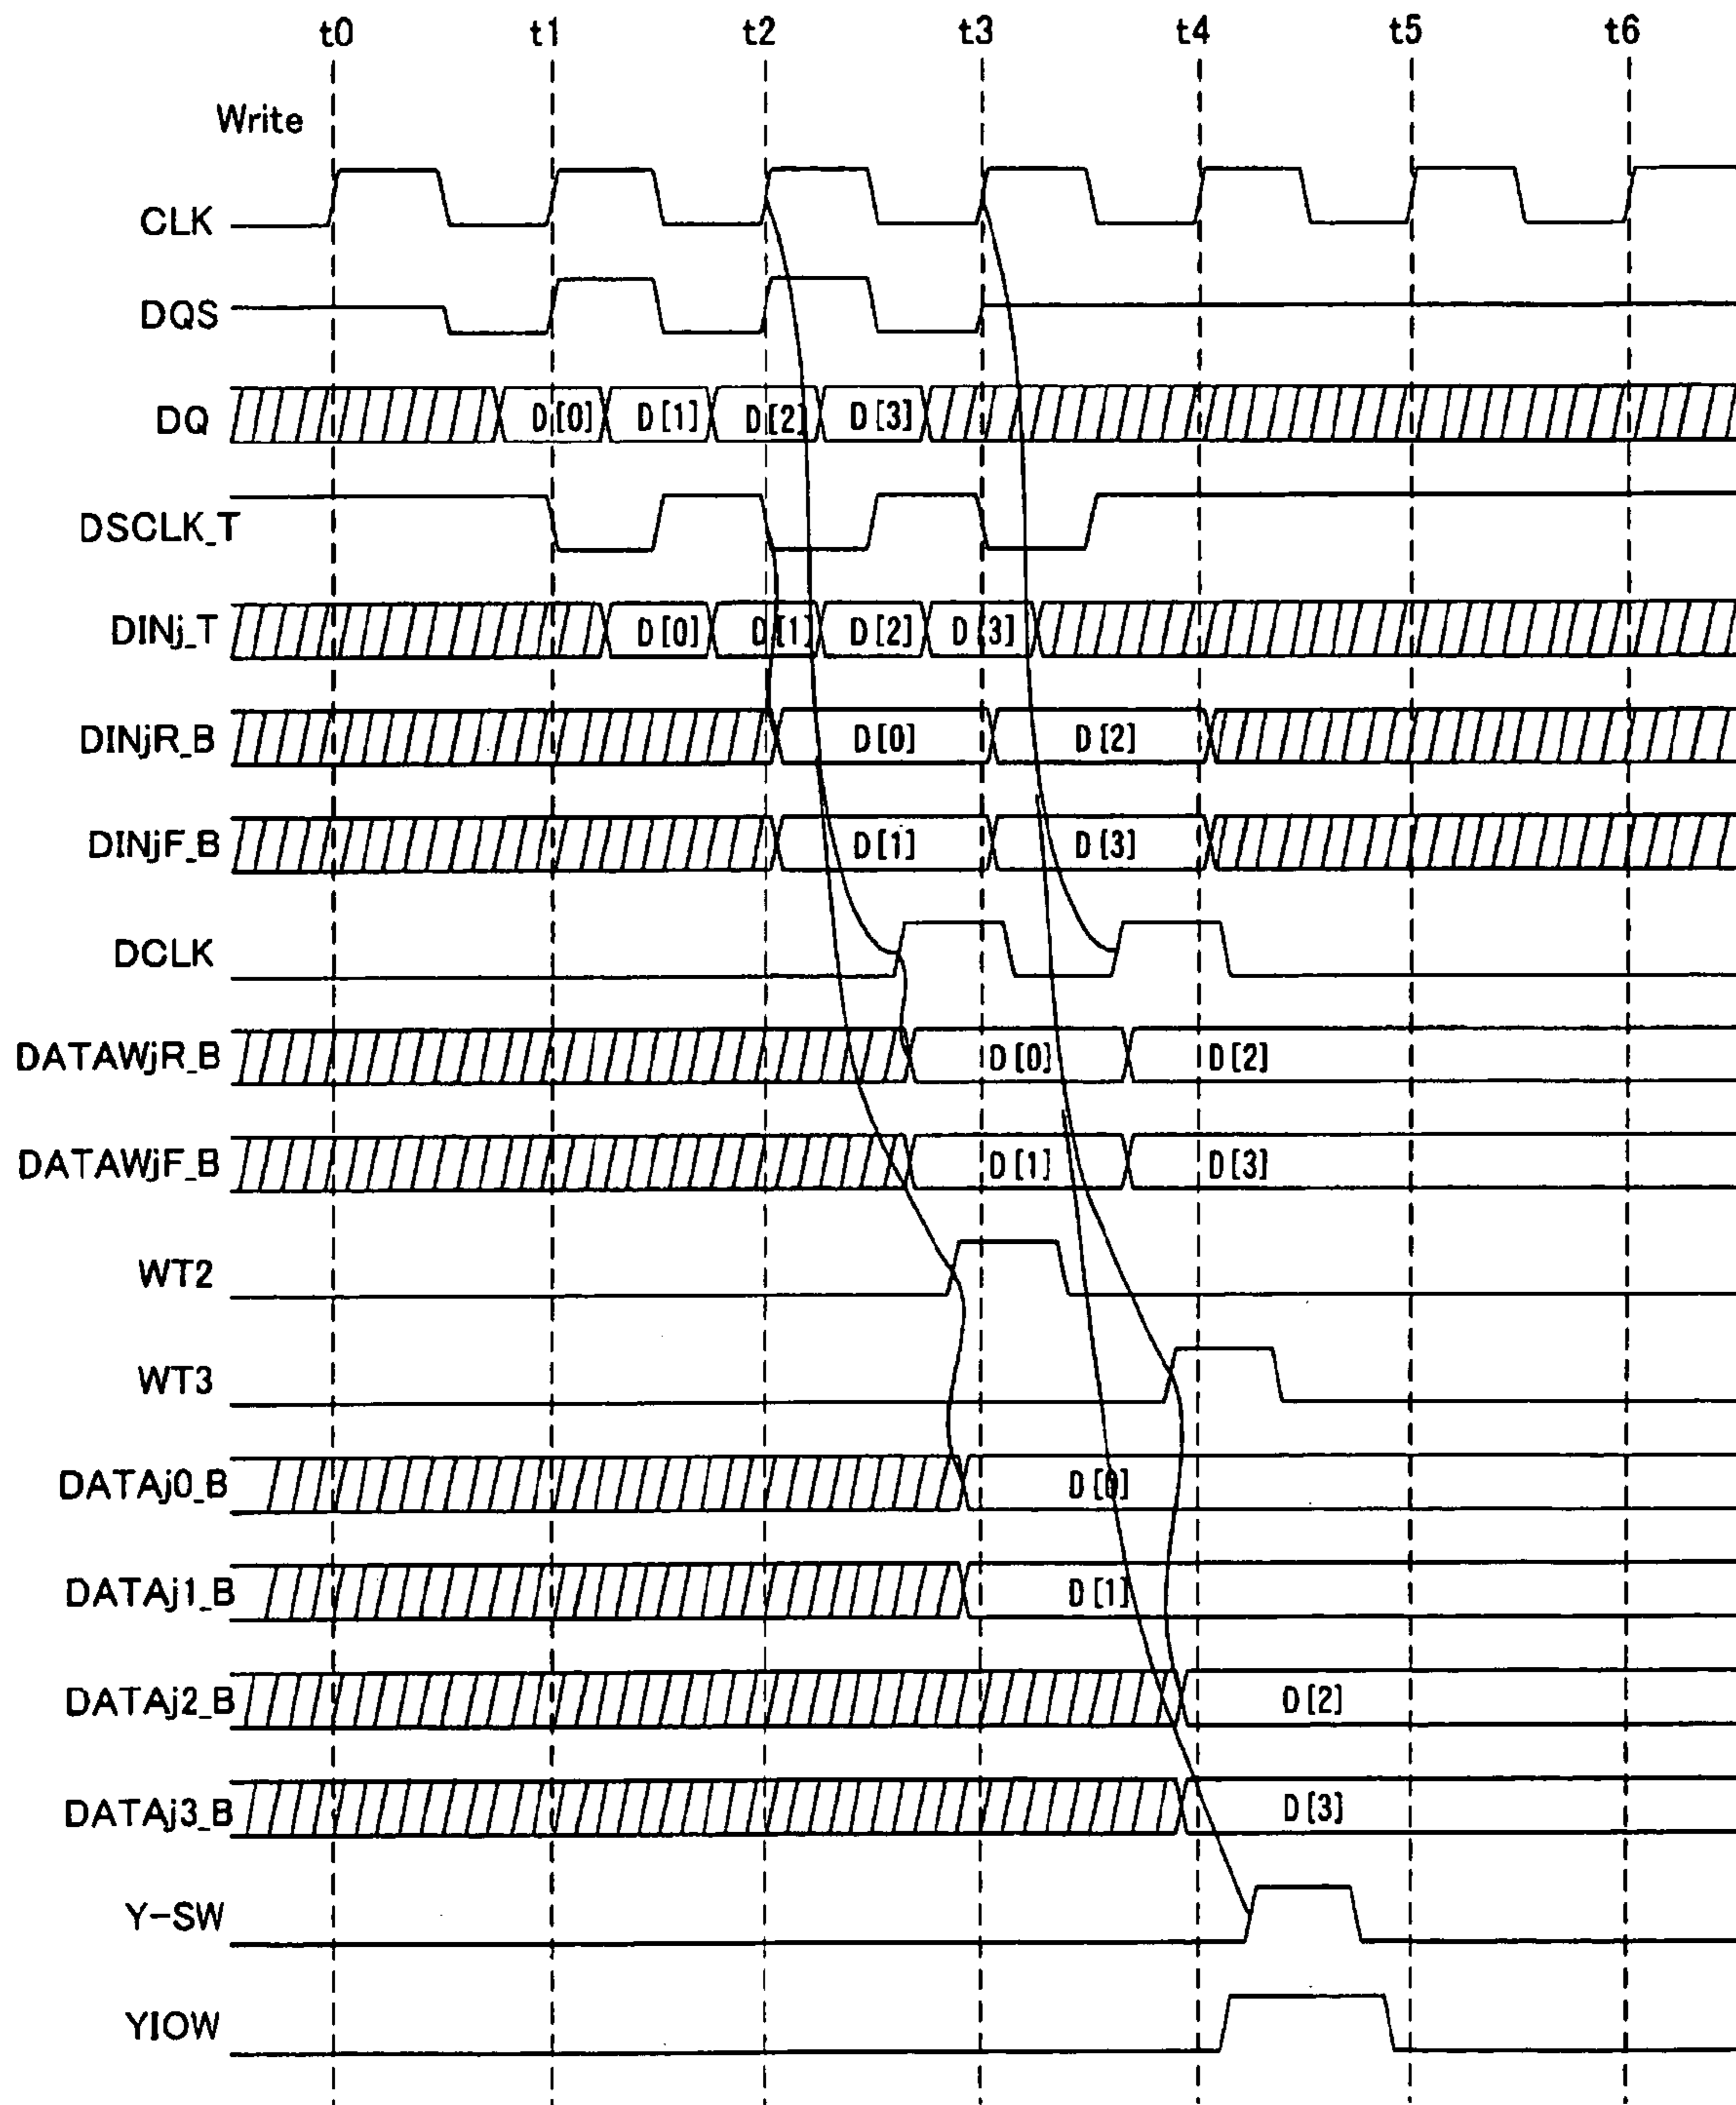 t0 t1 t2 t3 t4 t5 t6
Write
CLK
DQS
DQ D[0] D[1] D[2] D[3]
DSCLK_T
DINj_T D[0] D[1] D[2] D[3]
DINjR_B D[0] D[2]
DINjF_B D[1] D[3]
DCLK
DATAWjR_B D[0] D[2]
DATAWjF_B D[1] D[3]
WT2
WT3
DATAj0_B D[0]
DATAj1_B D[1]
DATAj2_B D[2]
DATAj3_B D[3]
Y-SW
YIOW